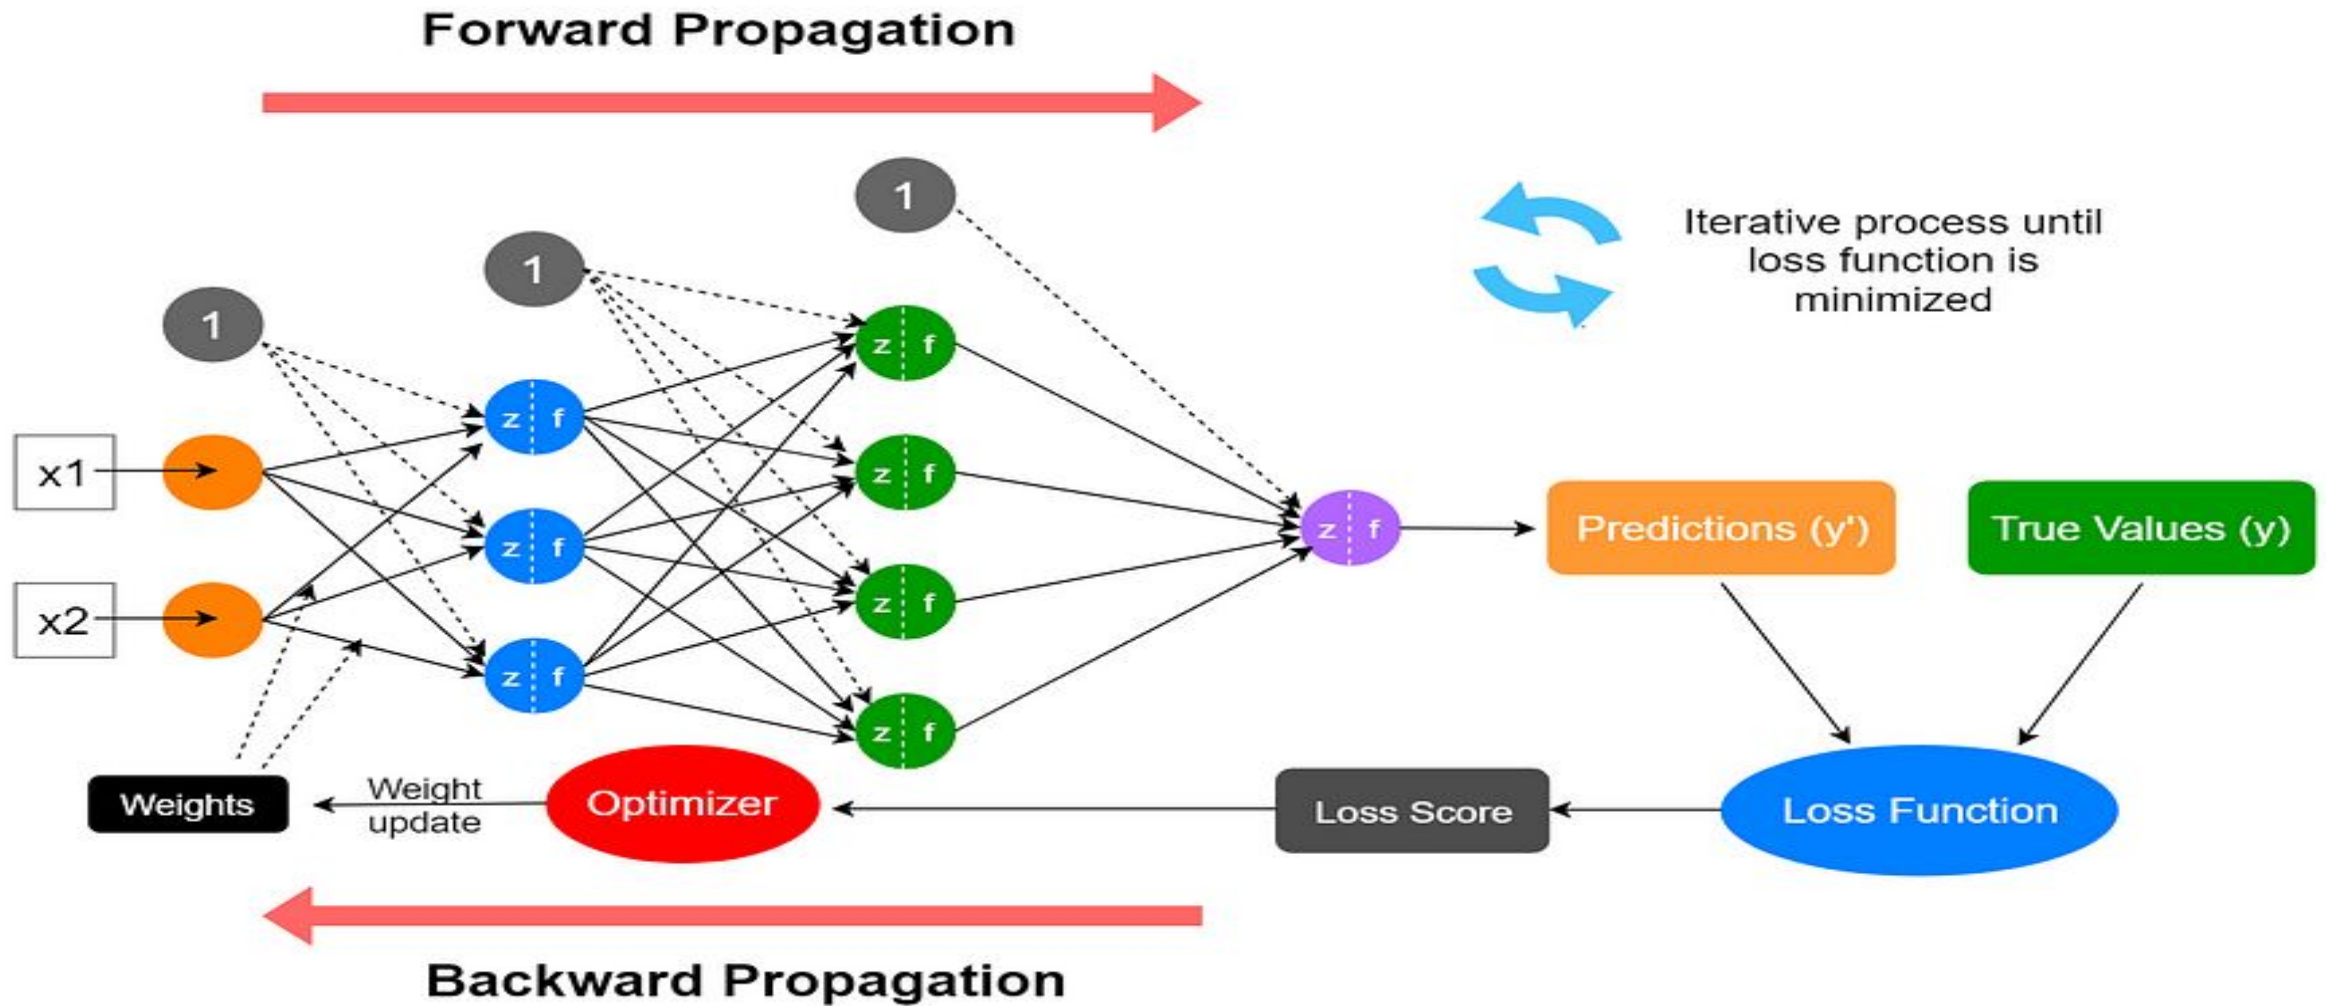 Forward Propagation
1
1
1
Iterative process until
loss function is
minimized
z f
z f
x1
z f
z f
Predictions (y')
True Values (y)
z f
z f
x2
z f
z f
Weights
Weight
update
Optimizer
Loss Score
Loss Function
Backward Propagation